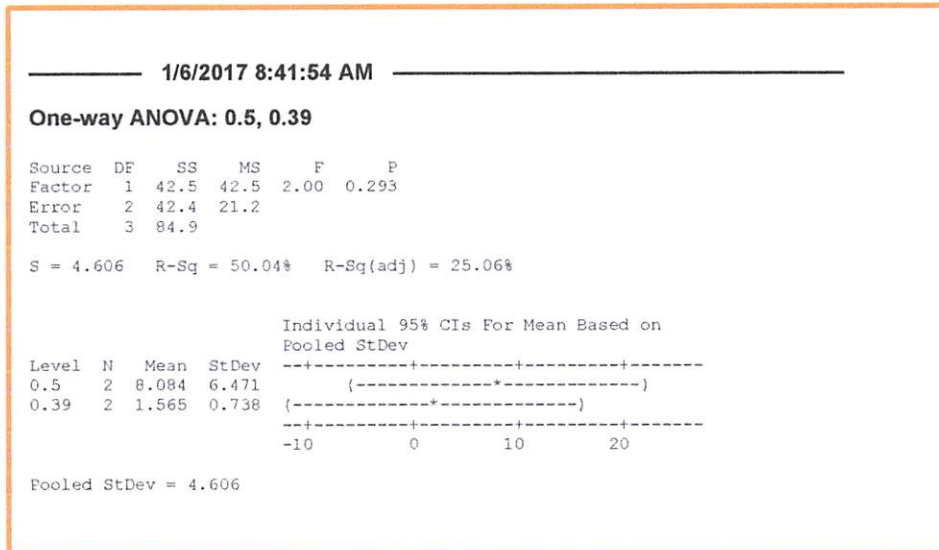 1/6/2017 8:41:54 AM
One-way ANOVA: 0.5, 0.39
Source DF SS MS F P
Factor 1 42.5 42.5 2.00 0.293
Error 2 42.4 21.2
Total 3 84.9
S = 4.606 R-Sq = 50.04% R-Sq(adj) = 25.06%
Individual 95% CIs For Mean Based on
Pooled StDev
Level N Mean StDev --+---------+---------+---------+-------
0.5 2 8.084 6.471 (-------------*-------------)
0.39 2 1.565 0.738 (-------------*-------------)
--+---------+---------+---------+-------
-10 0 10 20
Pooled StDev = 4.606